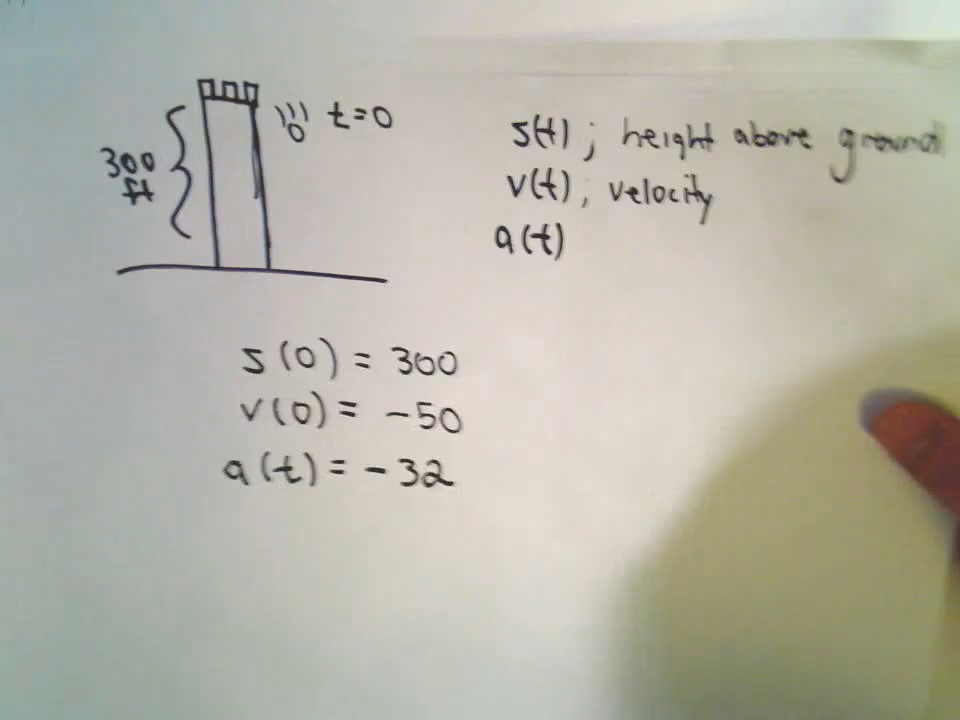 t=0
300
ft
s(t); height above ground
v(t); velocity
a(t)
s(0) = 300
v(0) = -50
a(t) = -32